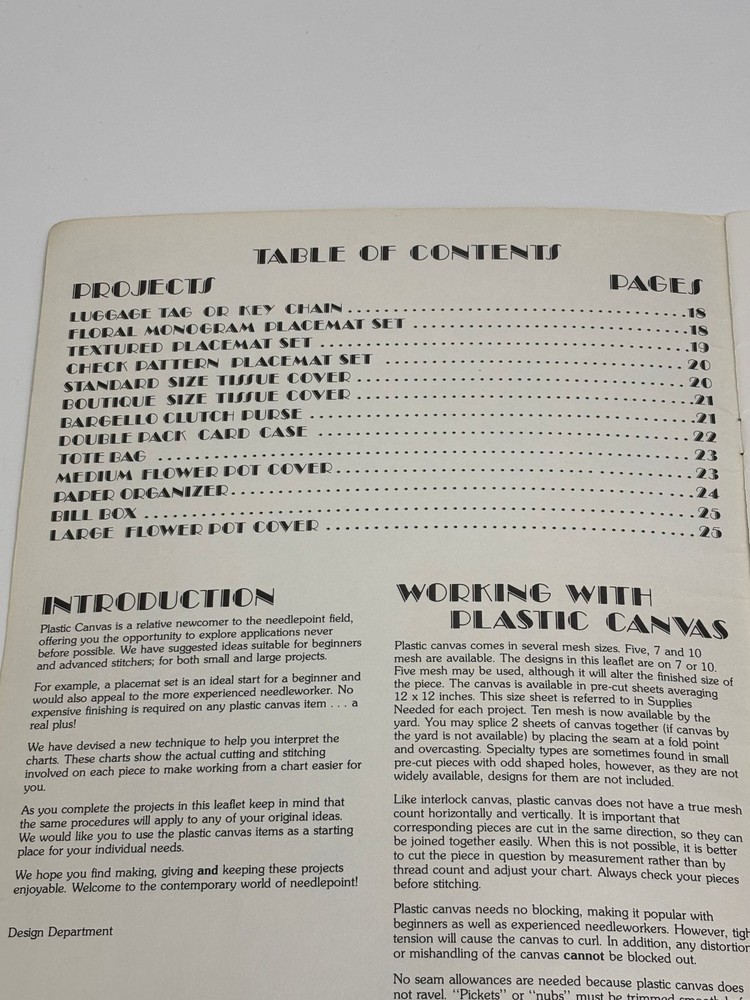 TABLE OF CONTENTS
PROJECTS PAGES
LUGGAGE TAG OR KEY CHAIN . . . . . . . . . . . . . . . . . . . . . . . . . . . . . . 18
FLORAL MONOGRAM PLACEMAT SET . . . . . . . . . . . . . . . . . . . . . . . . 18
TEXTURED PLACEMAT SET . . . . . . . . . . . . . . . . . . . . . . . . . . . . . . . . 19
CHECK PATTERN PLACEMAT SET . . . . . . . . . . . . . . . . . . . . . . . . . . 20
STANDARD SIZE TISSUE COVER . . . . . . . . . . . . . . . . . . . . . . . . . . . . 20
BOUTIQUE SIZE TISSUE COVER . . . . . . . . . . . . . . . . . . . . . . . . . . . . 21
BARGELLO CLUTCH PURSE . . . . . . . . . . . . . . . . . . . . . . . . . . . . . . . . 21
DOUBLE PACK CARD CASE . . . . . . . . . . . . . . . . . . . . . . . . . . . . . . . 22
TOTE BAG . . . . . . . . . . . . . . . . . . . . . . . . . . . . . . . . . . . . . . . . . . . . 23
MEDIUM FLOWER POT COVER . . . . . . . . . . . . . . . . . . . . . . . . . . . . . 23
PAPER ORGANIZER . . . . . . . . . . . . . . . . . . . . . . . . . . . . . . . . . . . . . . 24
BILL BOX . . . . . . . . . . . . . . . . . . . . . . . . . . . . . . . . . . . . . . . . . . . . . 25
LARGE FLOWER POT COVER . . . . . . . . . . . . . . . . . . . . . . . . . . . . . . 25
INTRODUCTION
Plastic Canvas is a relative newcomer to the needlepoint field,
offering you the opportunity to explore applications never
before possible. We have suggested ideas suitable for beginners
and advanced stitchers; for both small and large projects.
For example, a placemat set is an ideal start for a beginner and
would also appeal to the more experienced needleworker. No
expensive finishing is required on any plastic canvas item . . . a
real plus!
We have devised a new technique to help you interpret the
charts. These charts show the actual cutting and stitching
involved on each piece to make working from a chart easier for
you.
As you complete the projects in this leaflet keep in mind that
the same procedures will apply to any of your original ideas.
We would like you to use the plastic canvas items as a starting
place for your individual needs.
We hope you find making, giving and keeping these projects
enjoyable. Welcome to the contemporary world of needlepoint!
Design Department
WORKING WITH
PLASTIC CANVAS
Plastic canvas comes in several mesh sizes. Five, 7 and 10
mesh are available. The designs in this leaflet are on 7 or 10.
Five mesh may be used, although it will alter the finished size of
the piece. The canvas is available in pre-cut sheets averaging
12 x 12 inches. This size sheet is referred to in Supplies
Needed for each project. Ten mesh is now available by the
yard. You may splice 2 sheets of canvas together (if canvas by
the yard is not available) by placing the seam at a fold point
and overcasting. Specialty types are sometimes found in small
pre-cut pieces with odd shaped holes, however, as they are not
widely available, designs for them are not included.
Like interlock canvas, plastic canvas does not have a true mesh
count horizontally and vertically. It is important that
corresponding pieces are cut in the same direction, so they can
be joined together easily. When this is not possible, it is better
to cut the piece in question by measurement rather than by
thread count and adjust your chart. Always check your pieces
before stitching.
Plastic canvas needs no blocking, making it popular with
beginners as well as experienced needleworkers. However, tigh
tension will cause the canvas to curl. In addition, any distortion
or mishandling of the canvas cannot be blocked out.
No seam allowances are needed because plastic canvas does
not ravel. "Pickets" or "nubs" must be trimmed